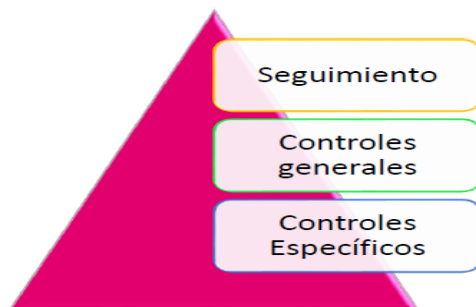 Seguimiento
Controles
generales
Controles
Específicos